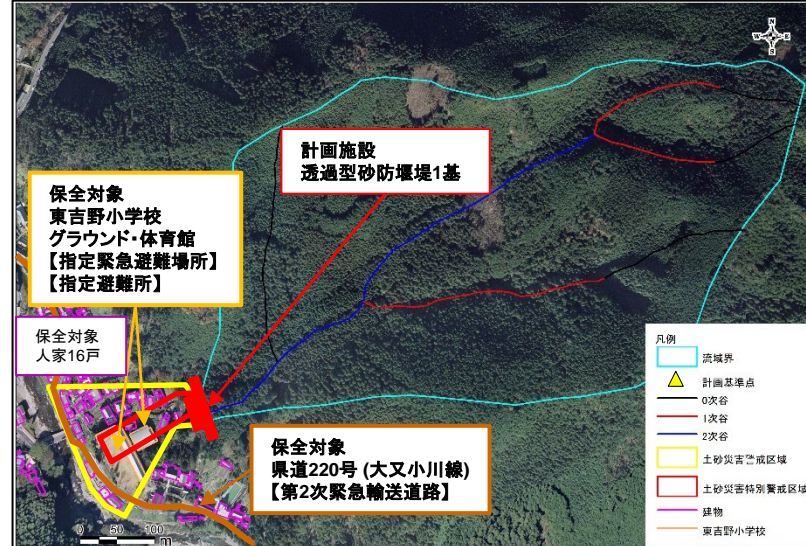 N
W E
S
計画施設
透過型砂防堰堤1基
保全対象
東吉野小学校
グラウンド・体育館
【指定緊急避難場所】
【指定避難所】
保全対象
人家16戸
保全対象
県道220号 (大又小川線)
【第2次緊急輸送道路】
凡例
流域界
計画基準点
0次谷
1次谷
2次谷
土砂災害警戒区域
土砂災害特別警戒区域
建物
東吉野小学校
0 50 100
m